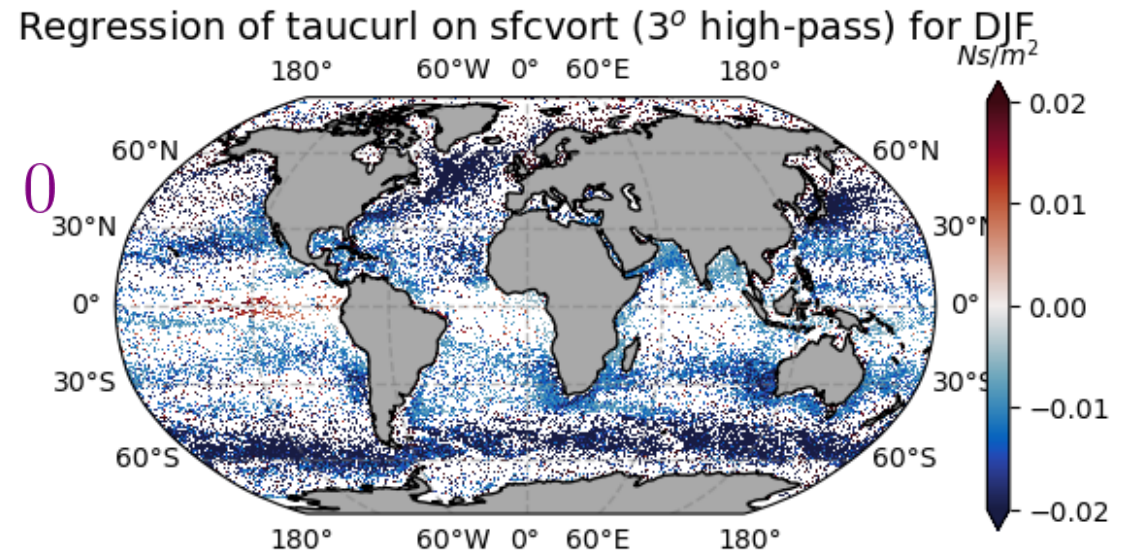 Regression of taucurl on sfcvort (3° high-pass) for DJF
Ns/m²
180° 60°W 0° 60°E 180°
0.02
60°N 60°N
0
0.01
30°N 30°N
0° 0° 0.00
30°S 30°S
−0.01
60°S 60°S
−0.02
180° 60°W 0° 60°E 180°